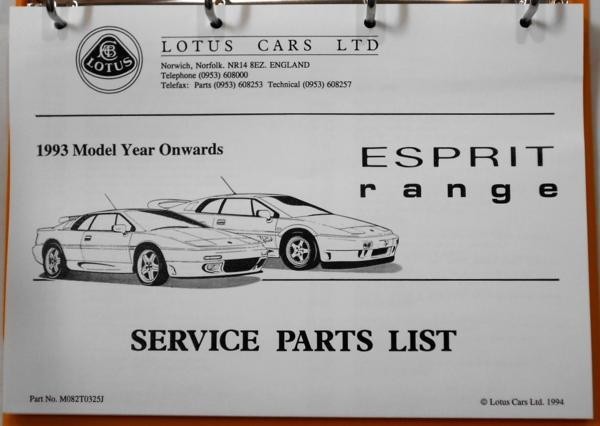 LOTUS
LOTUS CARS LTD
Norwich, Norfolk. NR14 8EZ. ENGLAND
Telephone (0953) 608000
Telefax: Parts (0953) 608253 Technical (0953) 608257
1993 Model Year Onwards
ESPRIT
range
SERVICE PARTS LIST
Part No. M082T0325J
© Lotus Cars Ltd. 1994